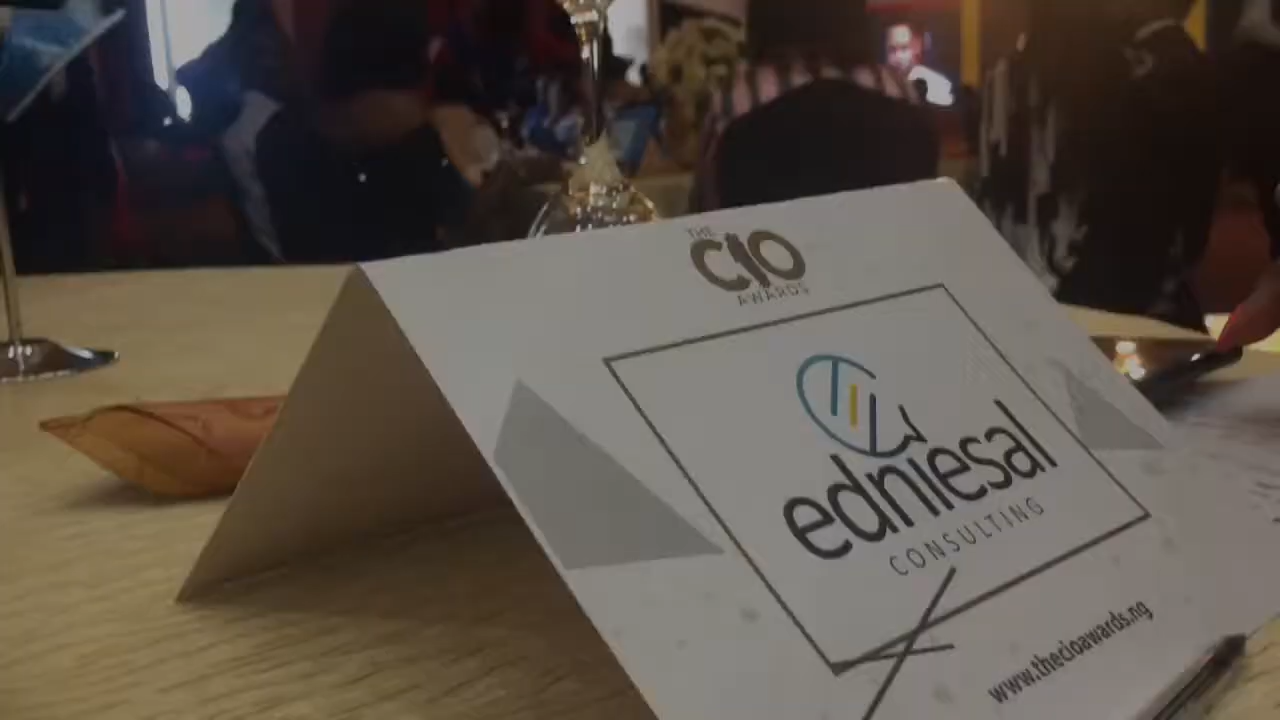 THE
CIO
AWARDS
edniesal
CONSULTING
www.thecioawards.ng